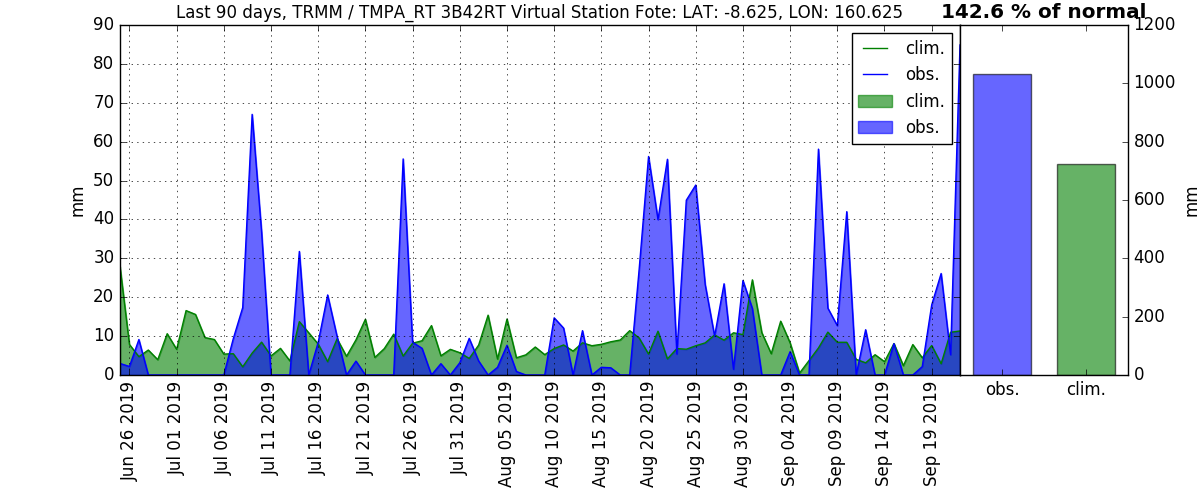 Last 90 days, TRMM / TMPA_RT 3B42RT Virtual Station Fote: LAT: -8.625, LON: 160.625
142.6 % of normal
90
80
70
60
50
40
30
20
10
0
mm
clim.
obs.
clim.
obs.
1200
1000
800
600
400
200
0
mm
Jun 26 2019
Jul 01 2019
Jul 06 2019
Jul 11 2019
Jul 16 2019
Jul 21 2019
Jul 26 2019
Jul 31 2019
Aug 05 2019
Aug 10 2019
Aug 15 2019
Aug 20 2019
Aug 25 2019
Aug 30 2019
Sep 04 2019
Sep 09 2019
Sep 14 2019
Sep 19 2019
obs.
clim.